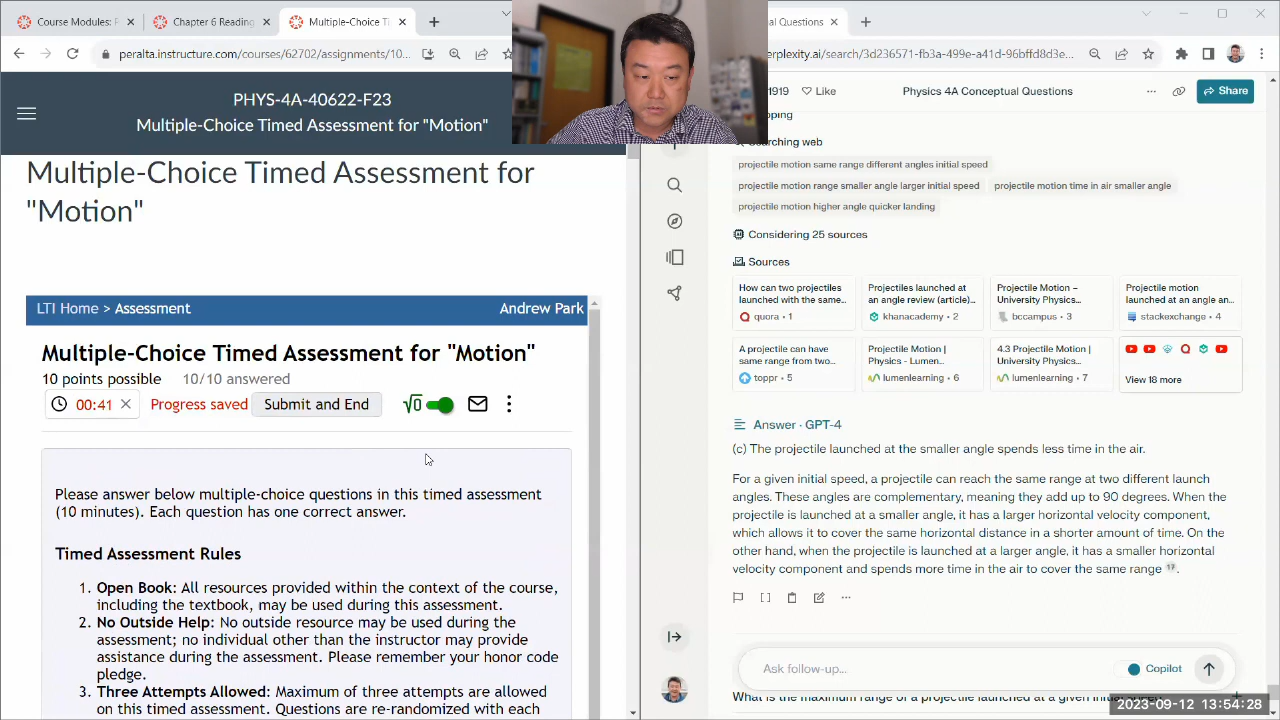 Course Modules:
Chapter 6 Reading
Multiple-Choice Ti
al Questions
peralta.instructure.com/courses/62702/assignments/10...
erplexity.ai/search/3d236571-fb3a-499e-a41d-96bffd8d3e...
PHYS-4A-40622-F23
Multiple-Choice Timed Assessment for "Motion"
Multiple-Choice Timed Assessment for
"Motion"
LTI Home > Assessment
Andrew Park
Multiple-Choice Timed Assessment for "Motion"
10 points possible
10/10 answered
00:41
Progress saved
Submit and End
√0
Please answer below multiple-choice questions in this timed assessment
(10 minutes). Each question has one correct answer.
Timed Assessment Rules
1. Open Book: All resources provided within the context of the course,
including the textbook, may be used during this assessment.
2. No Outside Help: No outside resource may be used during the
assessment; no individual other than the instructor may provide
assistance during the assessment. Please remember your honor code
pledge.
3. Three Attempts Allowed: Maximum of three attempts are allowed
on this timed assessment. Questions are re-randomized with each
1919
Like
Physics 4A Conceptual Questions
Share
projectile motion same range different angles initial speed
projectile motion range smaller angle larger initial speed
projectile motion time in air smaller angle
projectile motion higher angle quicker landing
Considering 25 sources
Sources
How can two projectiles
launched with the same...
quora • 1
Projectiles launched at
an angle review (article)...
khanacademy • 2
Projectile Motion –
University Physics...
bccampus • 3
Projectile motion
launched at an angle an...
stackexchange • 4
A projectile can have
same range from two...
toppr • 5
Projectile Motion |
Physics - Lumen...
lumenlearning • 6
4.3 Projectile Motion |
University Physics...
lumenlearning • 7
View 18 more
Answer · GPT-4
(c) The projectile launched at the smaller angle spends less time in the air.
For a given initial speed, a projectile can reach the same range at two different launch
angles. These angles are complementary, meaning they add up to 90 degrees. When the
projectile is launched at a smaller angle, it has a larger horizontal velocity component,
which allows it to cover the same horizontal distance in a shorter amount of time. On the
other hand, when the projectile is launched at a larger angle, it has a smaller horizontal
velocity component and spends more time in the air to cover the same range
Ask follow-up...
Copilot
What is the maximum range of a projectile launched at a given initial
2023-09-12 13:54:28